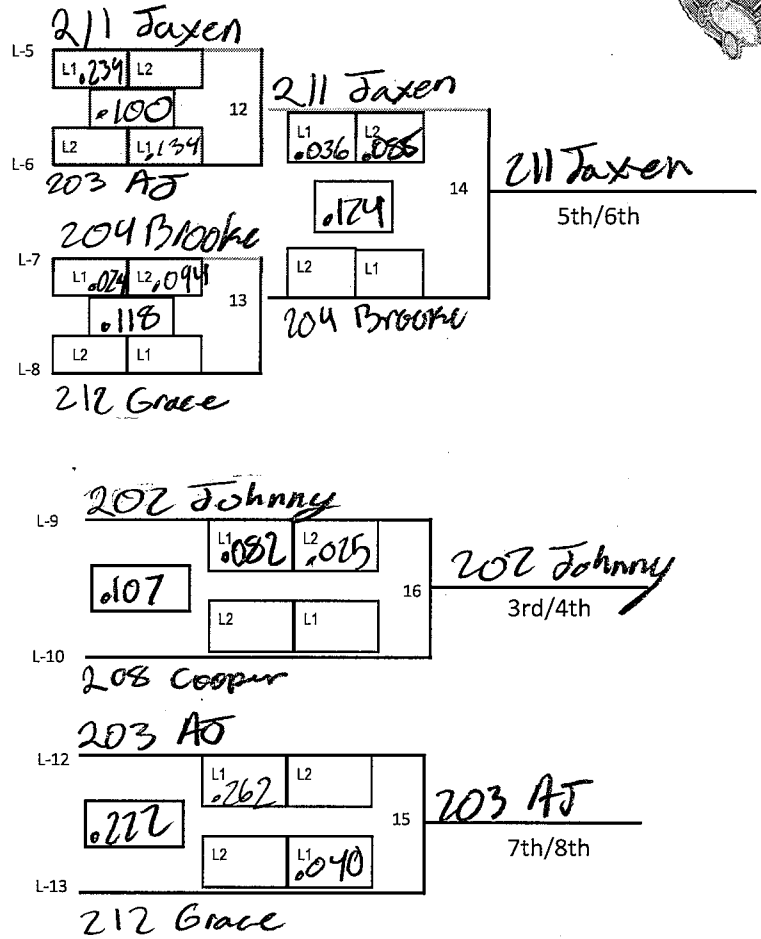 211 Jaxen
L-5
L1 .234 L2
.100 12
L2 L1 .134
L-6
203 AJ
204 Brooke
L-7
L1 .024 L2 .094
.118 13
L2 L1
L-8
212 Grace
211 Jaxen
L1 .036 L2 .088
.124 14
L2 L1
204 Brooke
211 Jaxen
5th/6th
202 Johnny
L-9
L1 .082 L2 .025
.107 16
L2 L1
L-10
208 Cooper
202 Johnny
3rd/4th
203 AJ
L-12
L1 .262 L2
.222 15
L2 L1 .040
L-13
212 Grace
203 AJ
7th/8th